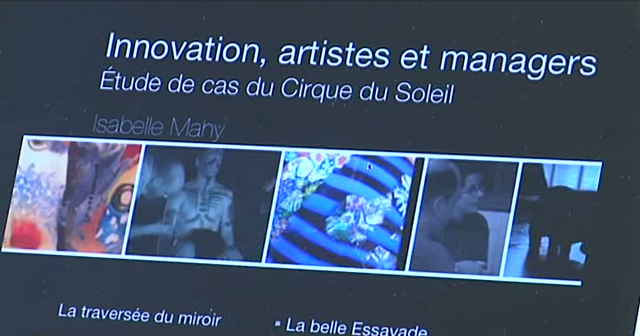 Innovation, artistes et managers
Étude de cas du Cirque du Soleil
Isabelle Mahy
La traversée du miroir
▪ La belle Essayade